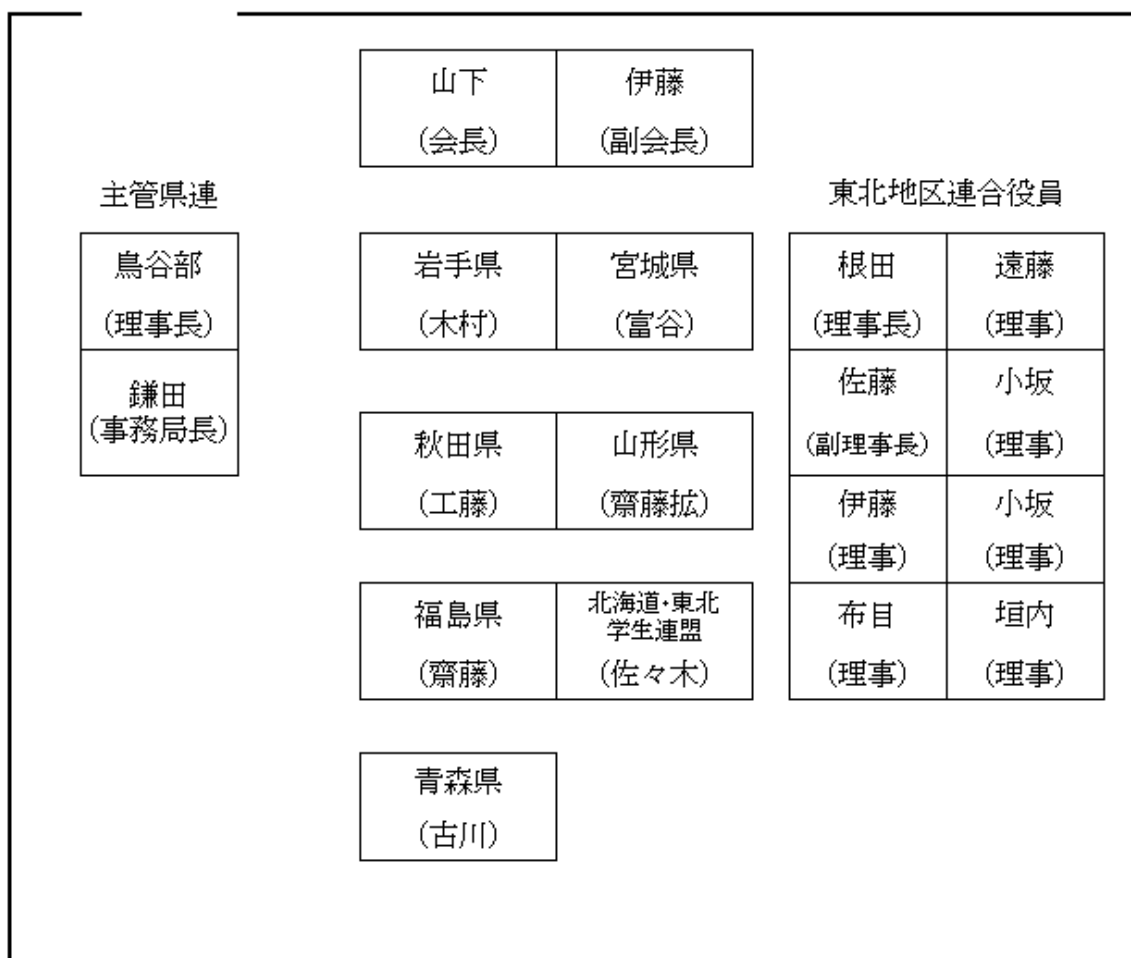 山下
(会長)
伊藤
(副会長)
主管県連
鳥谷部
(理事長)
鎌田
(事務局長)
岩手県
(木村)
宮城県
(富谷)
秋田県
(工藤)
山形県
(齋藤拡)
福島県
(齋藤)
北海道・東北
学生連盟
(佐々木)
青森県
(古川)
東北地区連合役員
根田
(理事長)
遠藤
(理事)
佐藤
(副理事長)
小坂
(理事)
伊藤
(理事)
小坂
(理事)
布目
(理事)
垣内
(理事)